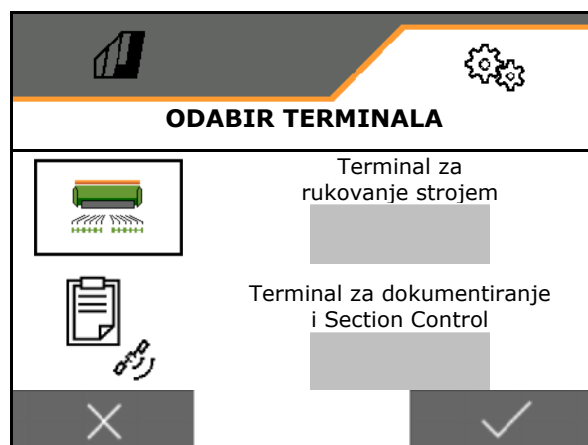 ODABIR TERMINALA
Terminal za
rukovanje strojem
Terminal za dokumentiranje
i Section Control